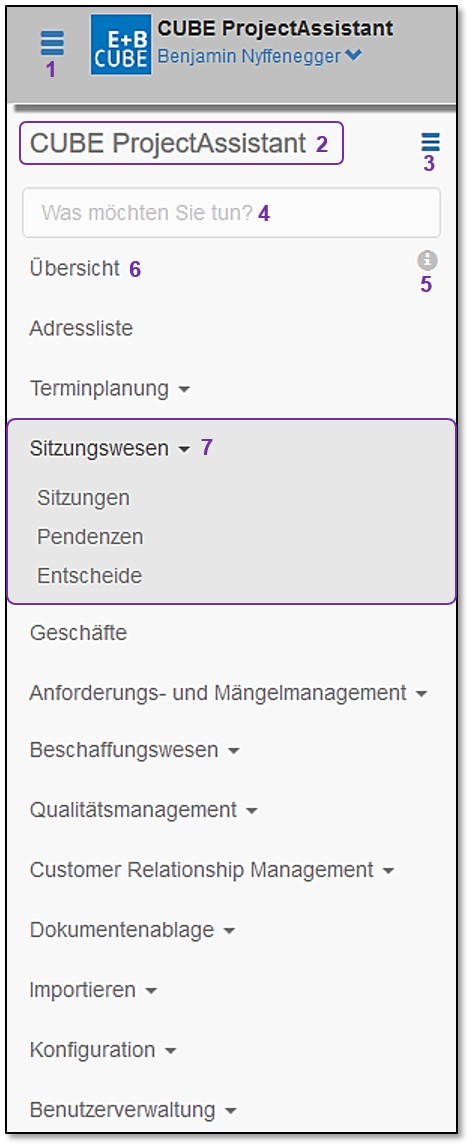 CUBE ProjectAssistant
E+B
CUBE
Benjamin Nyffenegger
1
CUBE ProjectAssistant 2
3
Was möchten Sie tun? 4
Übersicht 6
5
Adressliste
Terminplanung
Sitzungswesen 7
Sitzungen
Pendenzen
Entscheide
Geschäfte
Anforderungs- und Mängelmanagement
Beschaffungswesen
Qualitätsmanagement
Customer Relationship Management
Dokumentenablage
Importieren
Konfiguration
Benutzerverwaltung